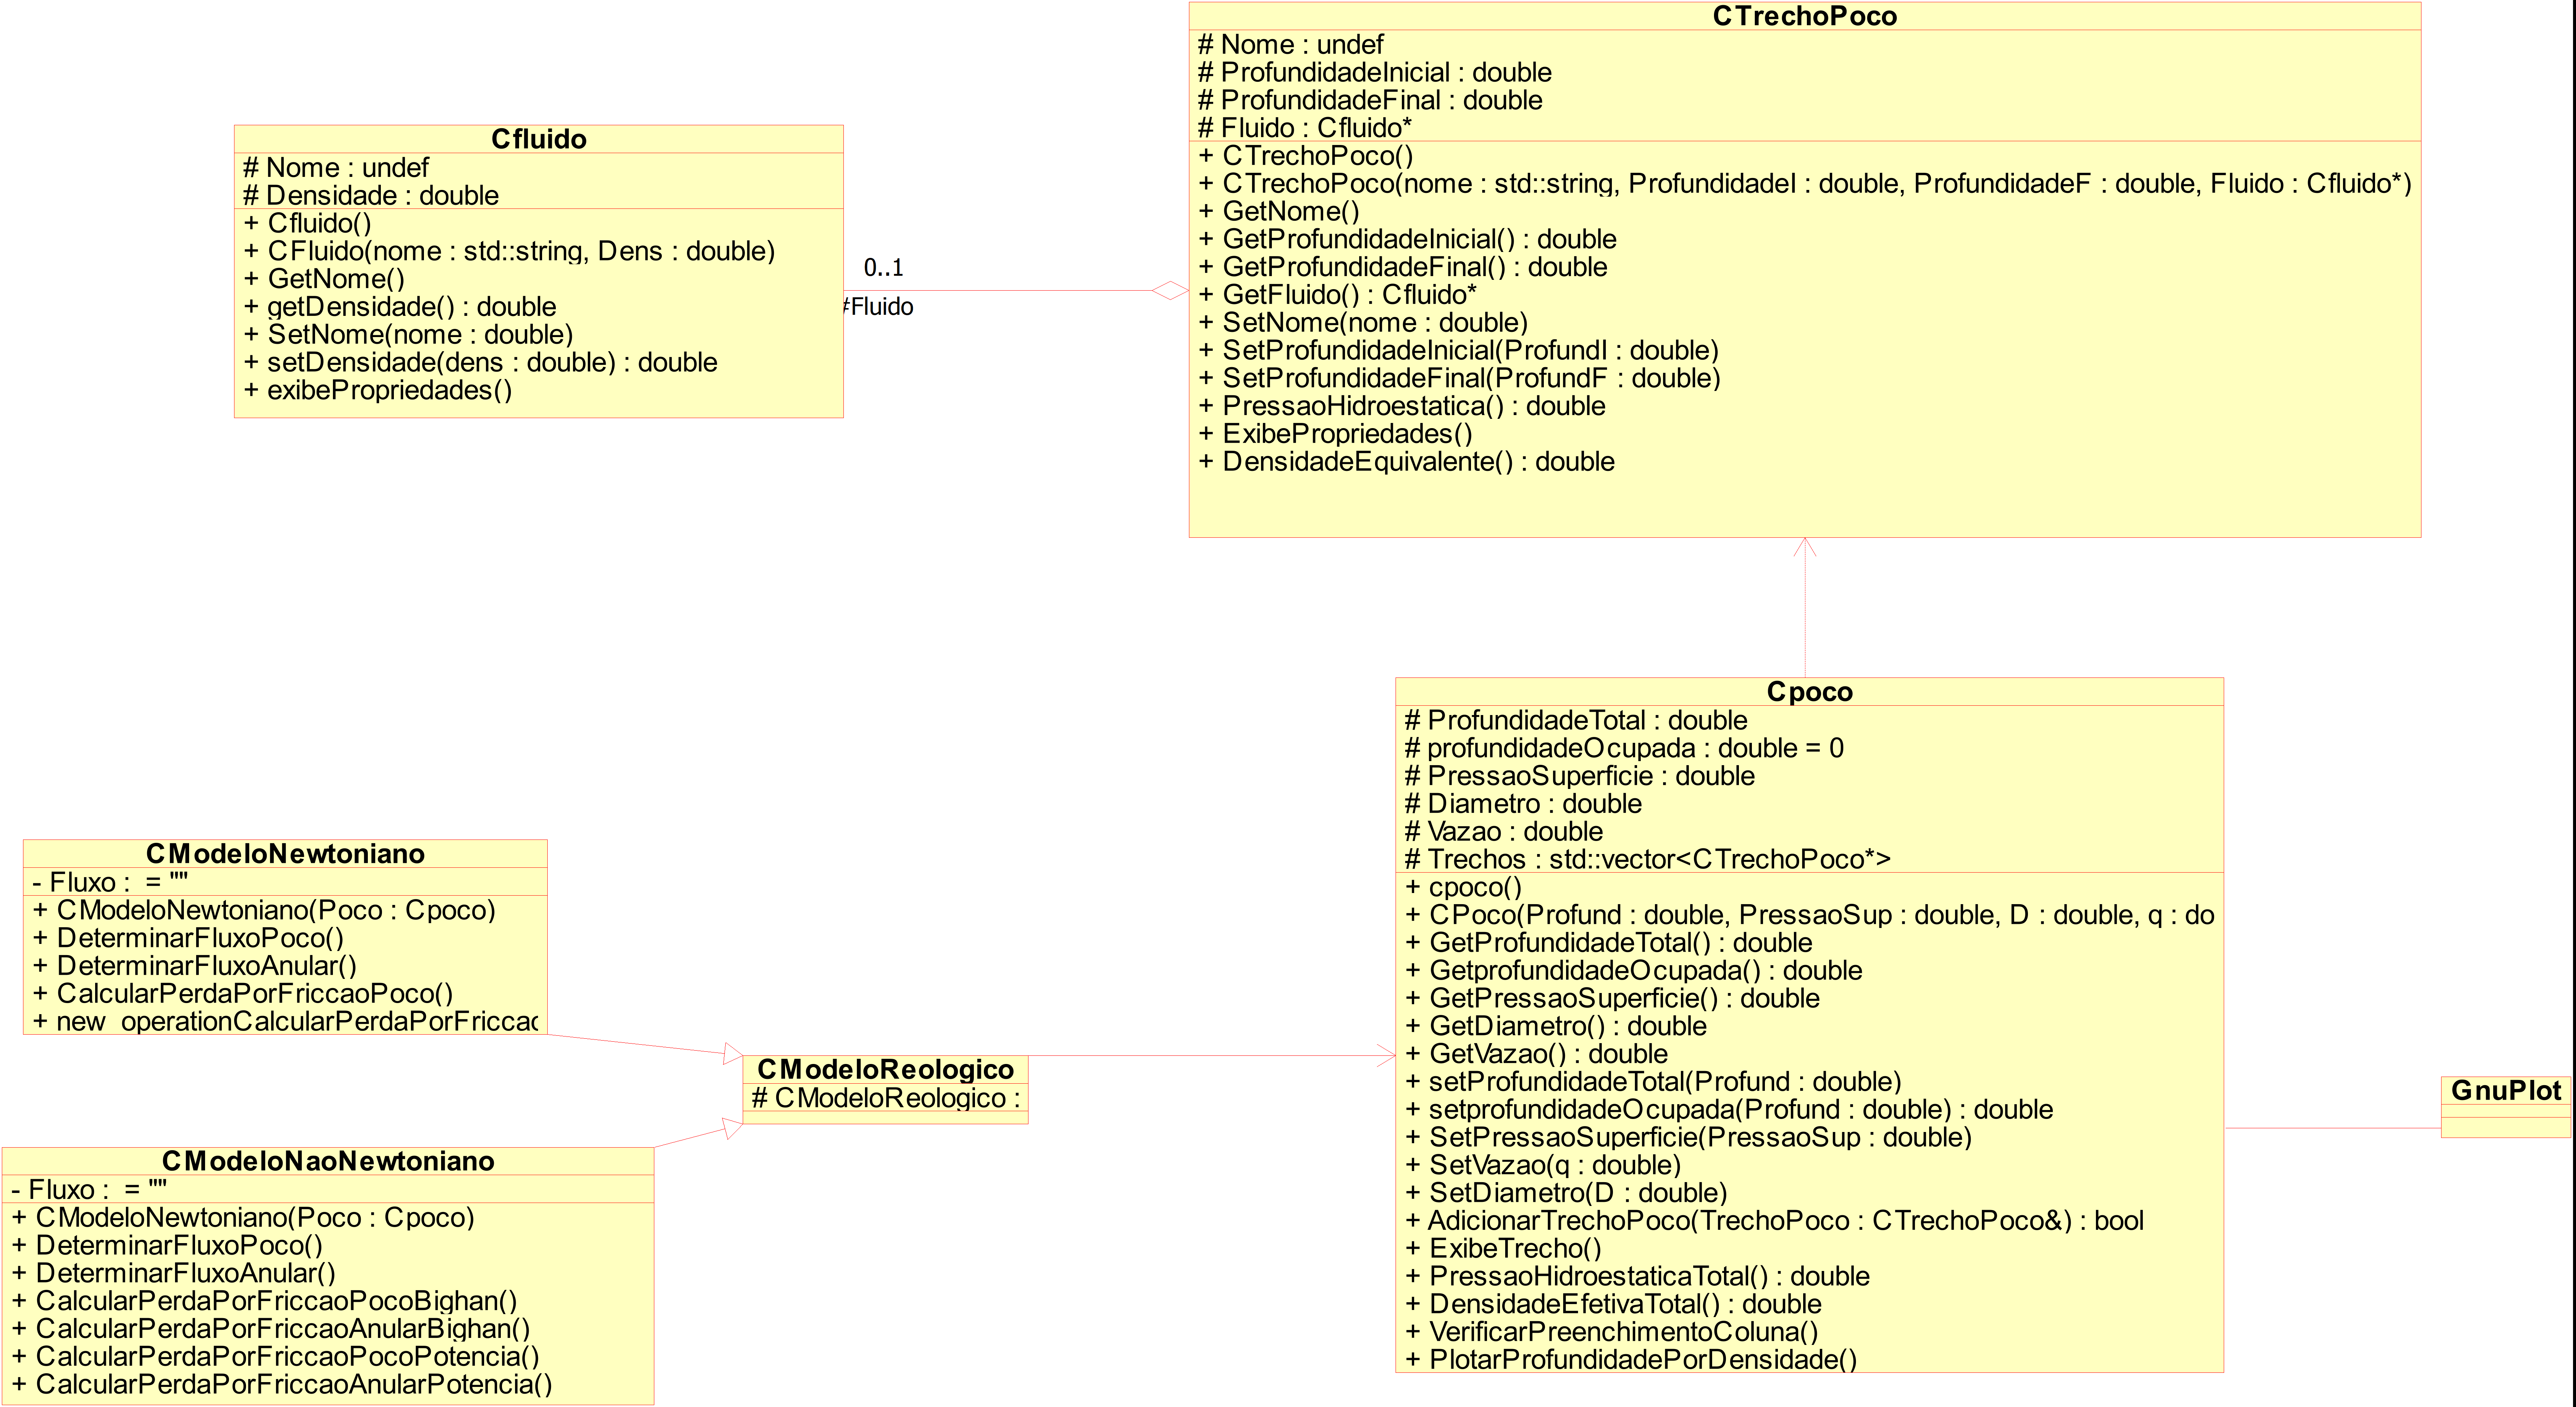 CTrechoPoco
# Nome : undef
# ProfundidadeInicial : double
# ProfundidadeFinal : double
# Fluido : Cfluido*
+ CTrechoPoco()
+ CTrechoPoco(nome : std::string, ProfundidadeI : double, ProfundidadeF : double, Fluido : Cfluido*)
+ GetNome()
+ GetProfundidadeInicial() : double
+ GetProfundidadeFinal() : double
+ GetFluido() : Cfluido*
+ SetNome(nome : double)
+ SetProfundidadeInicial(ProfundI : double)
+ SetProfundidadeFinal(ProfundF : double)
+ PressaoHidroestatica() : double
+ ExibePropriedades()
+ DensidadeEquivalente() : double
Cfluido
# Nome : undef
# Densidade : double
+ Cfluido()
+ CFluido(nome : std::string, Dens : double)
+ GetNome()
+ getDensidade() : double
+ SetNome(nome : double)
+ setDensidade(dens : double) : double
+ exibePropriedades()
0..1
#Fluido
Cpoco
# ProfundidadeTotal : double
# profundidadeOcupada : double = 0
# PressaoSuperficie : double
# Diametro : double
# Vazao : double
# Trechos : std::vector<CTrechoPoco*>
+ cpoco()
+ CPoco(Profund : double, PressaoSup : double, D : double, q : do
+ GetProfundidadeTotal() : double
+ GetprofundidadeOcupada() : double
+ GetPressaoSuperficie() : double
+ GetDiametro() : double
+ GetVazao() : double
+ setProfundidadeTotal(Profund : double)
+ setprofundidadeOcupada(Profund : double) : double
+ SetPressaoSuperficie(PressaoSup : double)
+ SetVazao(q : double)
+ SetDiametro(D : double)
+ AdicionarTrechoPoco(TrechoPoco : CTrechoPoco&) : bool
+ ExibeTrecho()
+ PressaoHidroestaticaTotal() : double
+ DensidadeEfetivaTotal() : double
+ VerificarPreenchimentoColuna()
+ PlotarProfundidadePorDensidade()
CModeloNewtoniano
- Fluxo :  = ""
+ CModeloNewtoniano(Poco : Cpoco)
+ DeterminarFluxoPoco()
+ DeterminarFluxoAnular()
+ CalcularPerdaPorFriccaoPoco()
+ new_operationCalcularPerdaPorFriccao
CModeloReologico
# CModeloReologico :
CModeloNaoNewtoniano
- Fluxo :  = ""
+ CModeloNewtoniano(Poco : Cpoco)
+ DeterminarFluxoPoco()
+ DeterminarFluxoAnular()
+ CalcularPerdaPorFriccaoPocoBighan()
+ CalcularPerdaPorFriccaoAnularBighan()
+ CalcularPerdaPorFriccaoPocoPotencia()
+ CalcularPerdaPorFriccaoAnularPotencia()
GnuPlot